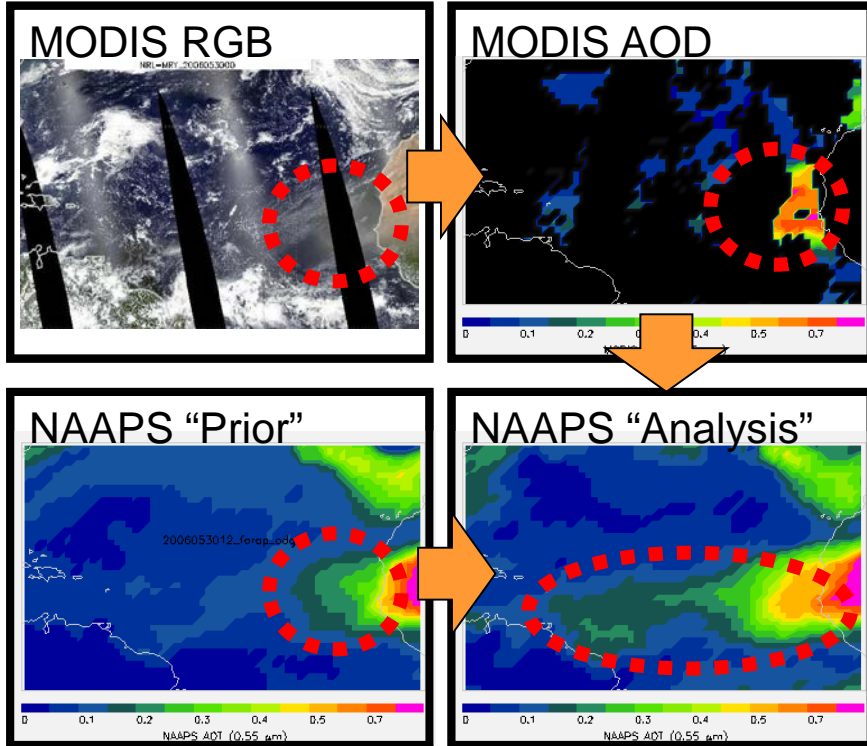 MODIS RGB
NRL-MRY_2006053000
MODIS AOD
0 0.1 0.2 0.4 0.5 0.7
NAAPS “Prior”
2006053012_forap_
0 0.1 0.2 0.3 0.4 0.5 0.7
NAAPS AOT (0.55 μm)
NAAPS “Analysis”
0 0.1 0.2 0.3 0.4 0.5 0.7
NAAPS AOT (0.55 μm)